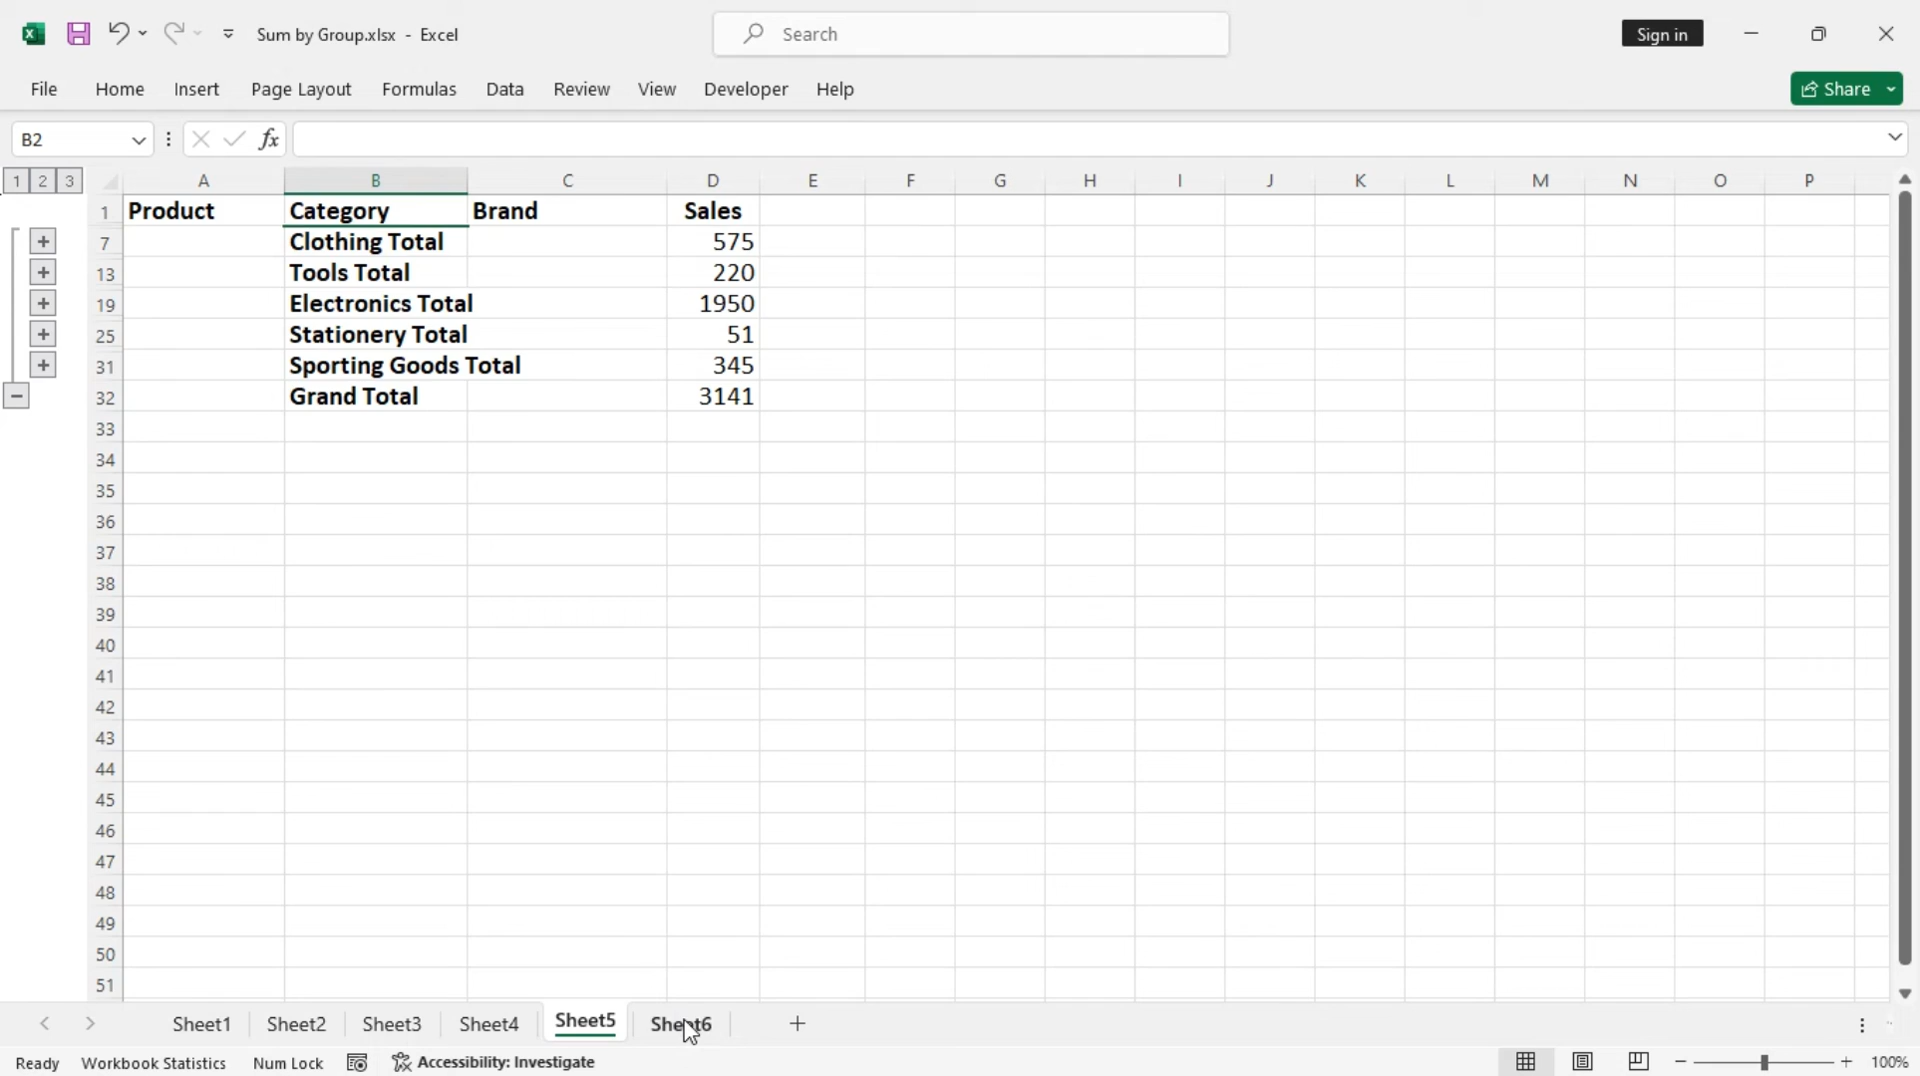 Sum by Group.xlsx - Excel
Search
Sign in
File Home Insert Page Layout Formulas Data Review View Developer Help
Share
B2
fx
1 2 3
A B C D E F G H I J K L M N O P
1 Product Category Brand Sales
7 Clothing Total 575
13 Tools Total 220
19 Electronics Total 1950
25 Stationery Total 51
31 Sporting Goods Total 345
32 Grand Total 3141
33
34
35
36
37
38
39
40
41
42
43
44
45
46
47
48
49
50
51
Sheet1 Sheet2 Sheet3 Sheet4 Sheet5 Sheet6
Ready Workbook Statistics Num Lock Accessibility: Investigate 100%